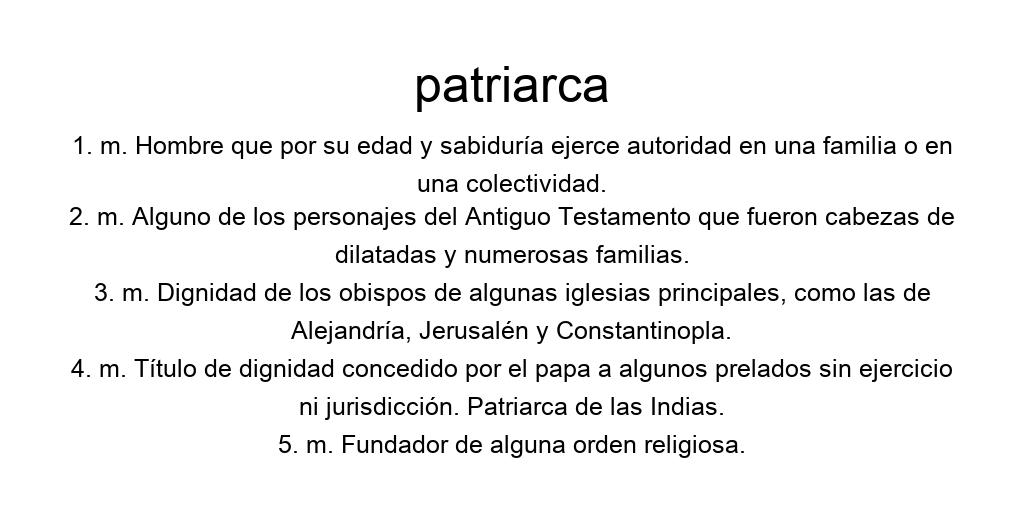 patriarca
1. m. Hombre que por su edad y sabiduría ejerce autoridad en una familia o en
una colectividad.
2. m. Alguno de los personajes del Antiguo Testamento que fueron cabezas de
dilatadas y numerosas familias.
3. m. Dignidad de los obispos de algunas iglesias principales, como las de
Alejandría, Jerusalén y Constantinopla.
4. m. Título de dignidad concedido por el papa a algunos prelados sin ejercicio
ni jurisdicción. Patriarca de las Indias.
5. m. Fundador de alguna orden religiosa.